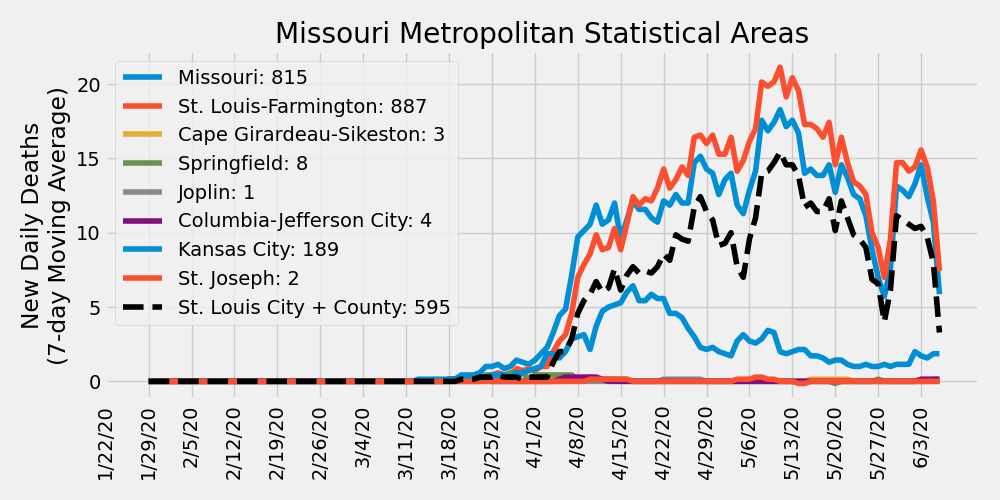 Missouri Metropolitan Statistical Areas
New Daily Deaths
(7-day Moving Average)
20
15
10
5
0
Missouri: 815
St. Louis-Farmington: 887
Cape Girardeau-Sikeston: 3
Springfield: 8
Joplin: 1
Columbia-Jefferson City: 4
Kansas City: 189
St. Joseph: 2
St. Louis City + County: 595
1/22/20
1/29/20
2/5/20
2/12/20
2/19/20
2/26/20
3/4/20
3/11/20
3/18/20
3/25/20
4/1/20
4/8/20
4/15/20
4/22/20
4/29/20
5/6/20
5/13/20
5/20/20
5/27/20
6/3/20